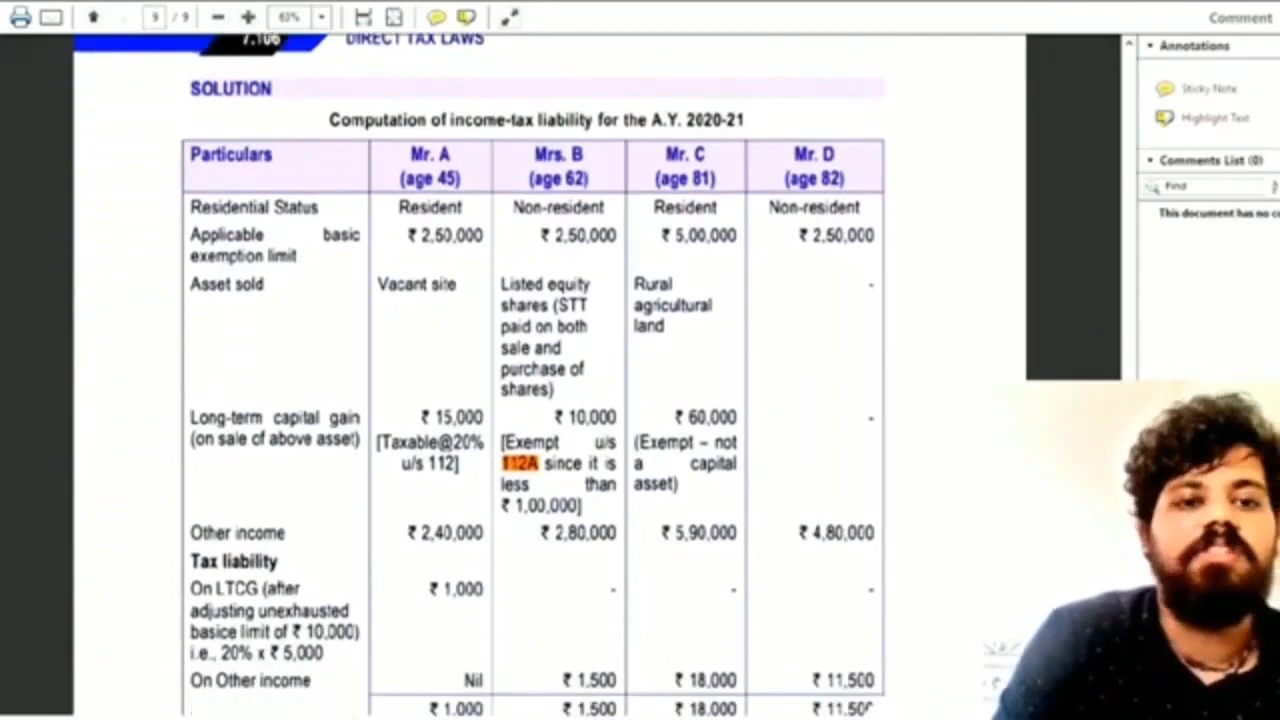 9 / 9
63%
Comment
7.106 DIRECT TAX LAWS
SOLUTION
Computation of income-tax liability for the A.Y. 2020-21
Particulars Mr. A (age 45) Mrs. B (age 62) Mr. C (age 81) Mr. D (age 82)
Residential Status Resident Non-resident Resident Non-resident
Applicable basic exemption limit ₹ 2,50,000 ₹ 2,50,000 ₹ 5,00,000 ₹ 2,50,000
Asset sold Vacant site Listed equity shares (STT paid on both sale and purchase of shares) Rural agricultural land -
Long-term capital gain (on sale of above asset) ₹ 15,000 [Taxable@20% u/s 112] ₹ 10,000 [Exempt u/s 112A since it is less than ₹ 1,00,000] ₹ 60,000 (Exempt – not a capital asset) -
Other income ₹ 2,40,000 ₹ 2,80,000 ₹ 5,90,000 ₹ 4,80,000
Tax liability
On LTCG (after adjusting unexhausted basice limit of ₹ 10,000) i.e., 20% x ₹ 5,000 ₹ 1,000 - - -
On Other income Nil ₹ 1,500 ₹ 18,000 ₹ 11,500
₹ 1,000 ₹ 1,500 ₹ 18,000 ₹ 11,500
Annotations
Sticky Note
Highlight Text
Comments List (0)
Find
This document has no